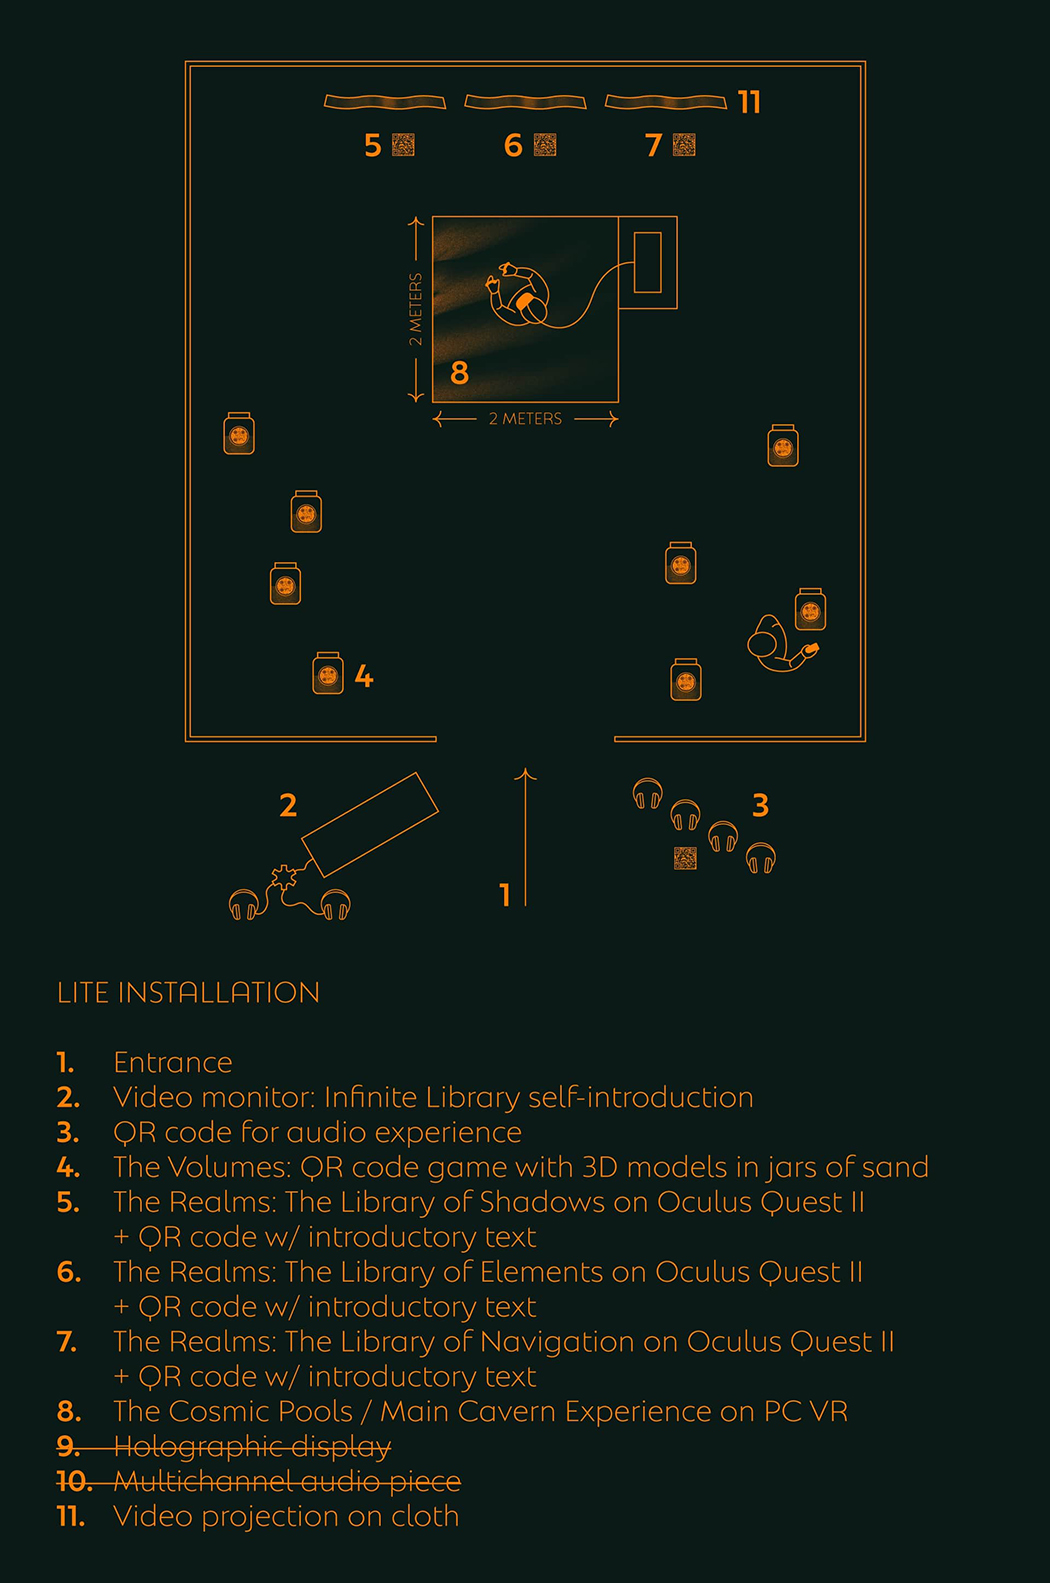 11
5
6
7
2 METERS
8
2 METERS
4
2
3
1
LITE INSTALLATION
1. Entrance
2. Video monitor: Infinite Library self-introduction
3. QR code for audio experience
4. The Volumes: QR code game with 3D models in jars of sand
5. The Realms: The Library of Shadows on Oculus Quest II
+ QR code w/ introductory text
6. The Realms: The Library of Elements on Oculus Quest II
+ QR code w/ introductory text
7. The Realms: The Library of Navigation on Oculus Quest II
+ QR code w/ introductory text
8. The Cosmic Pools / Main Cavern Experience on PC VR
9. Holographic display
10. Multichannel audio piece
11. Video projection on cloth